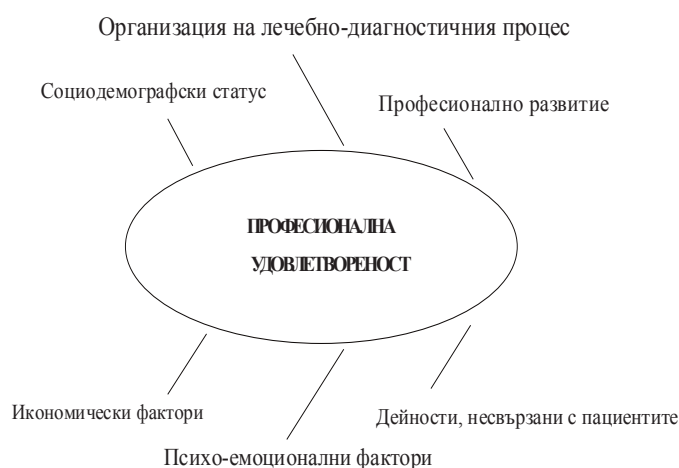 Организация на лечебно-диагностичния процес
Социодемографски статус
Професионално развитие
ПРОФЕСИОНАЛНА
УДОВЛЕТВОРЕНОСТ
Икономически фактори
Дейности, несвързани с пациентите
Психо-емоционални фактори